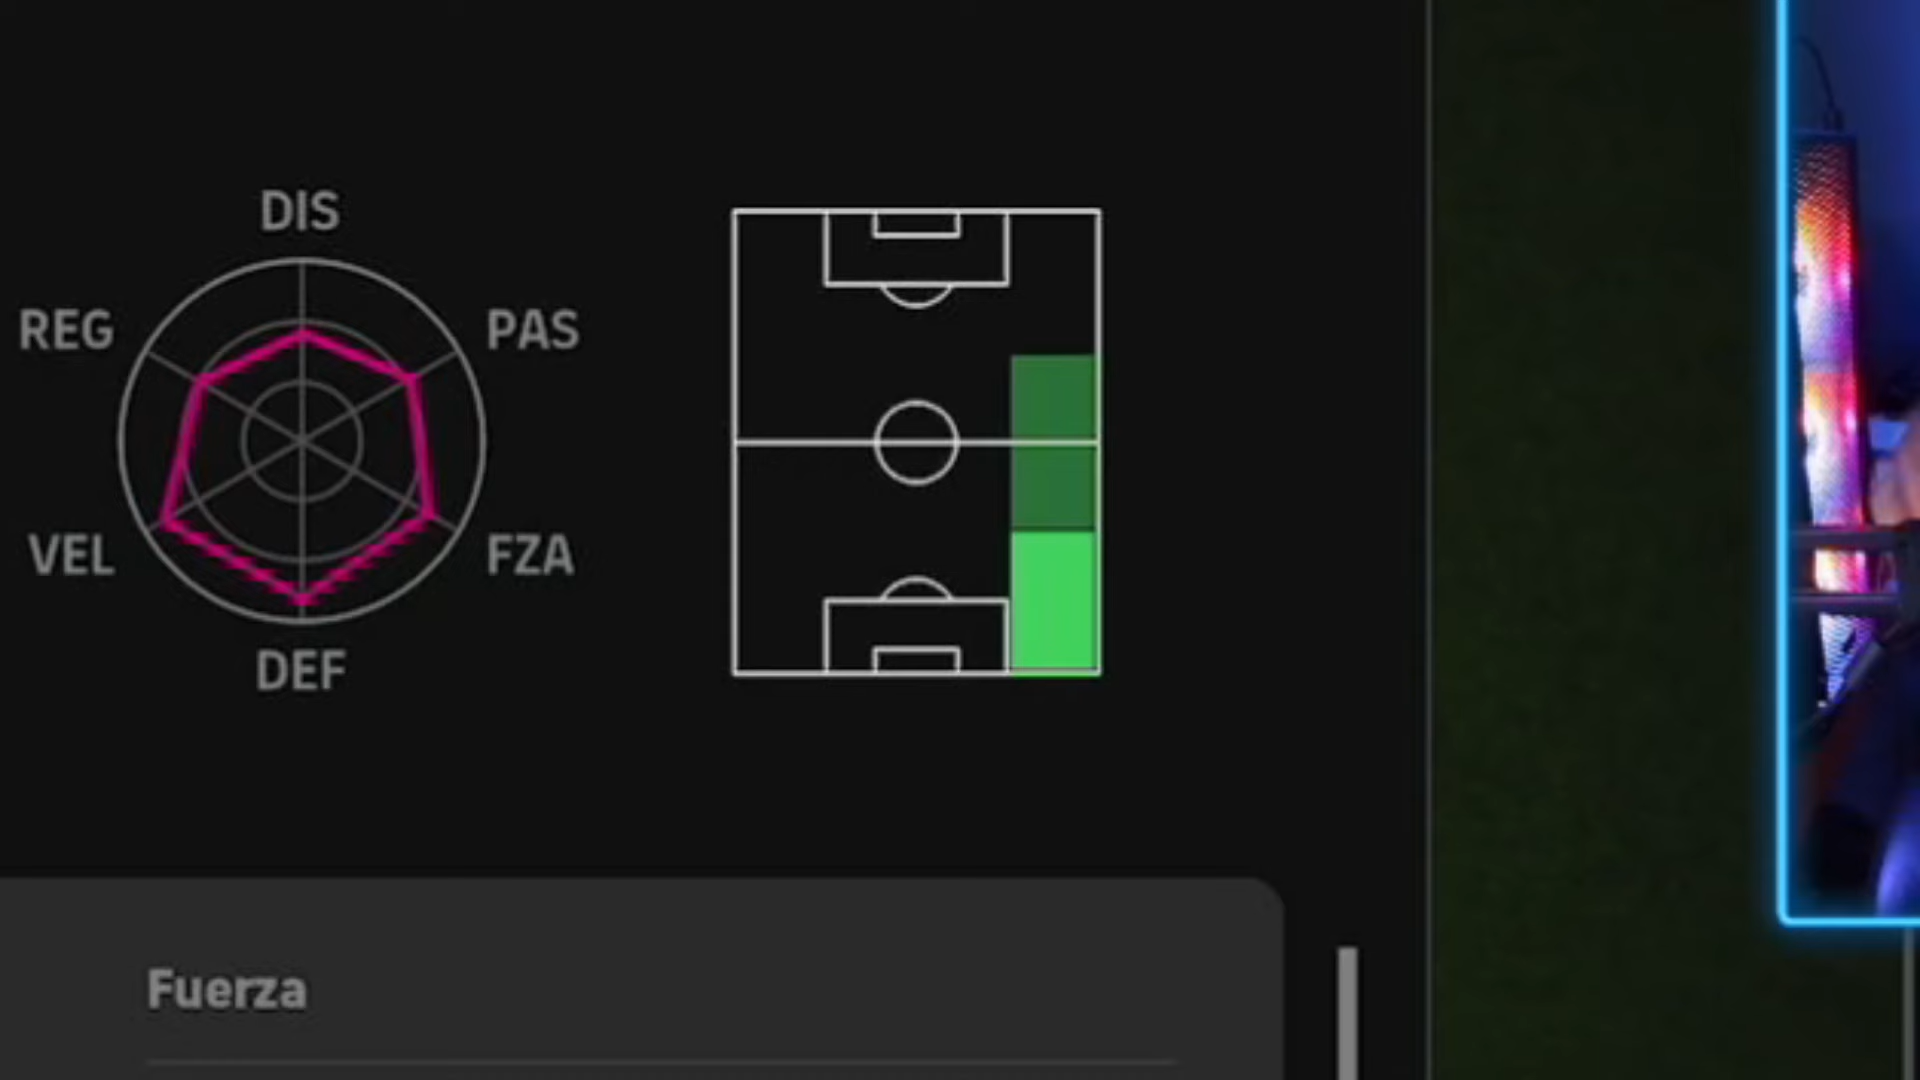 DIS
REG
PAS
VEL
FZA
DEF
Fuerza